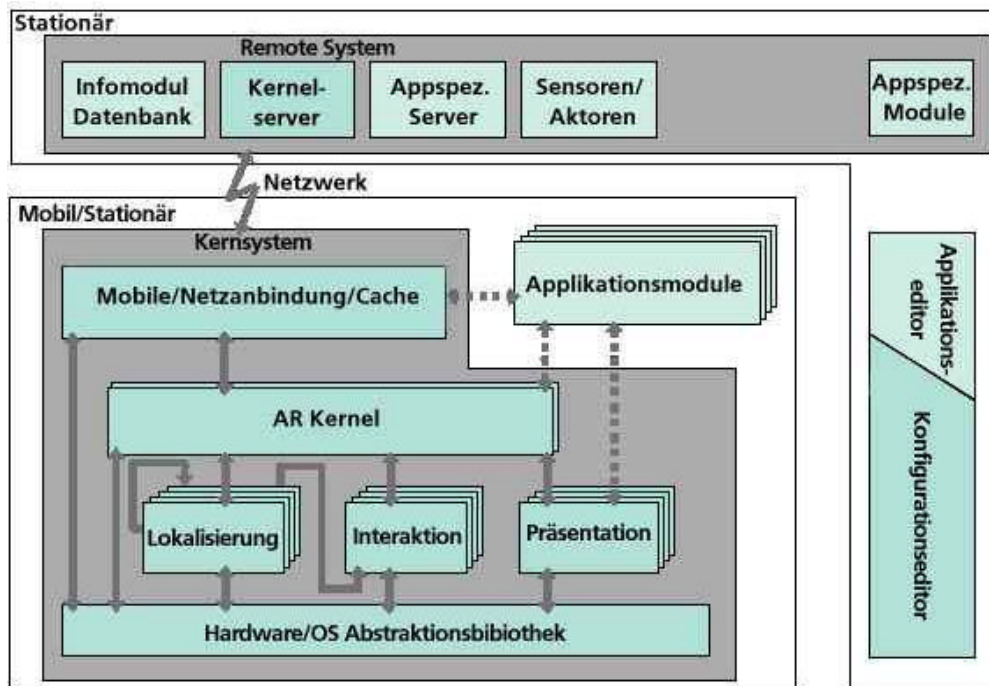 Stationär
Remote System
Infomodul
Datenbank
Kernel-
server
Appspez.
Server
Sensoren/
Aktoren
Appspez.
Module
Netzwerk
Mobil/Stationär
Kernsystem
Mobile/Netzanbindung/Cache
Applikationsmodule
AR Kernel
Lokalisierung
Interaktion
Präsentation
Hardware/OS Abstraktionsbibiothek
Applikations-
editor
Konfigurationseditor